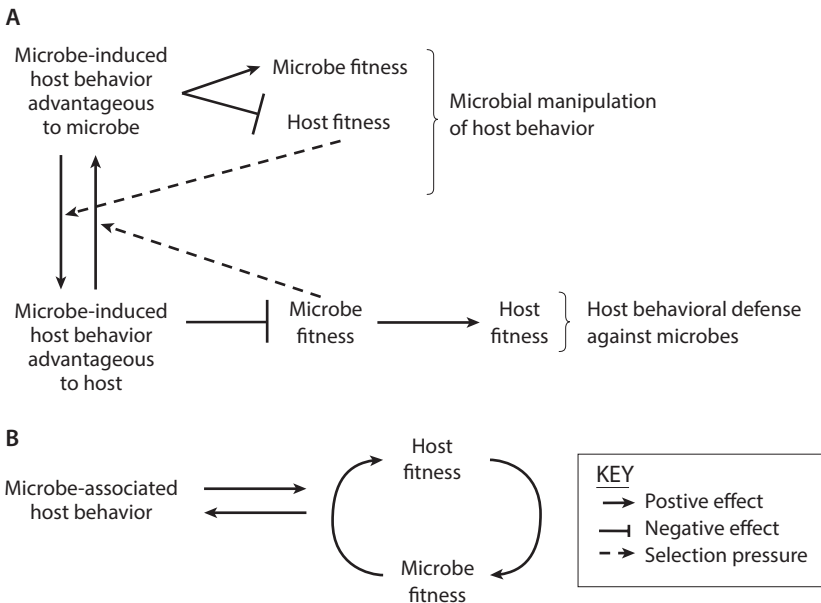 A
Microbe-induced
host behavior
advantageous
to microbe
Microbe fitness
Host fitness
Microbial manipulation
of host behavior
Microbe-induced
host behavior
advantageous
to host
Microbe
fitness
Host
fitness
Host behavioral defense
against microbes
B
Microbe-associated
host behavior
Host
fitness
Microbe
fitness
KEY
Postive effect
Negative effect
Selection pressure